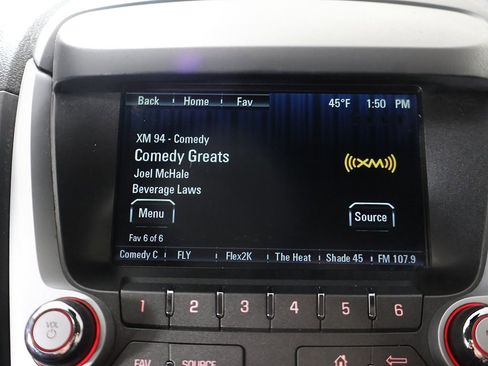 Back Home Fav 45°F 1:50 PM
XM 94 - Comedy
Comedy Greats
((XM))
Joel McHale
Beverage Laws
Menu Source
Fav 6 of 6
Comedy C FLY Flex2K The Heat Shade 45 FM 107.9
1 2 3 4 5 6
VOL
FAV SOURCE